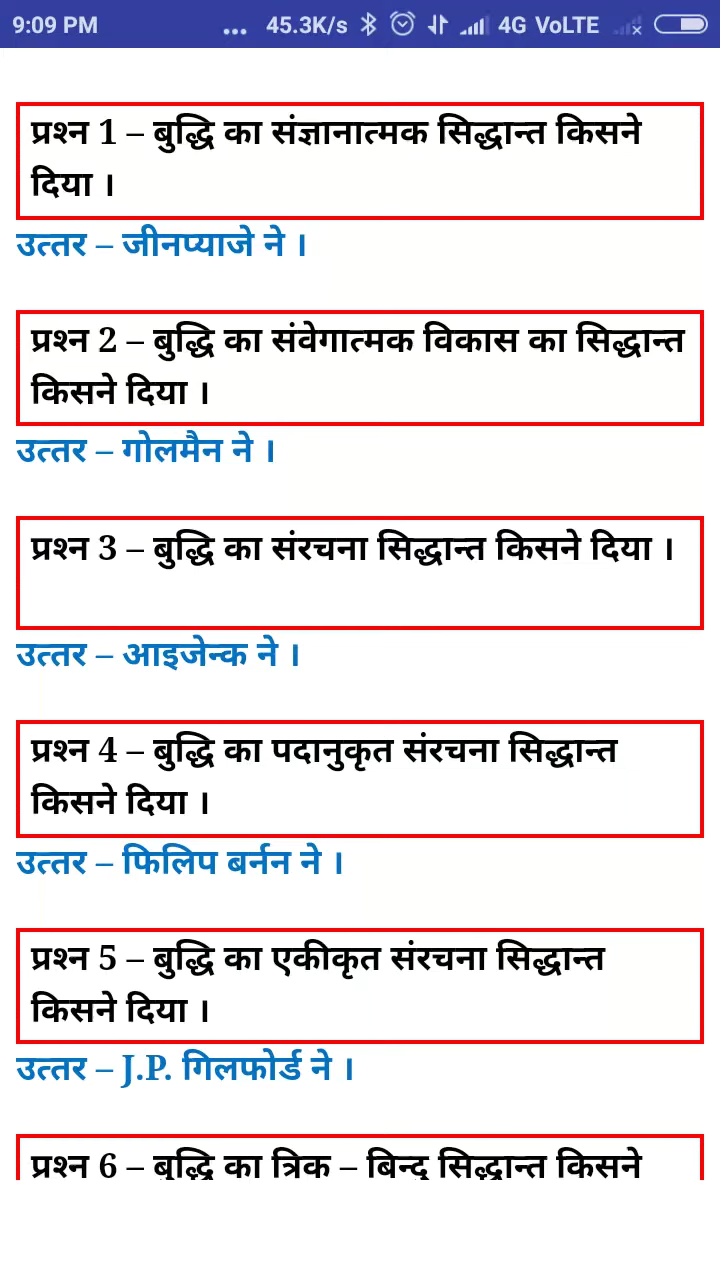 9:09 PM ... 45.3K/s 4G VoLTE
प्रश्न 1 – बुद्धि का संज्ञानात्मक सिद्धान्त किसने
दिया ।
उत्तर – जीनप्याजे ने ।
प्रश्न 2 – बुद्धि का संवेगात्मक विकास का सिद्धान्त
किसने दिया ।
उत्तर – गोलमैन ने ।
प्रश्न 3 – बुद्धि का संरचना सिद्धान्त किसने दिया ।
उत्तर – आइजेन्क ने ।
प्रश्न 4 – बुद्धि का पदानुकृत संरचना सिद्धान्त
किसने दिया ।
उत्तर – फिलिप बर्नन ने ।
प्रश्न 5 – बुद्धि का एकीकृत संरचना सिद्धान्त
किसने दिया ।
उत्तर – J.P. गिलफोर्ड ने ।
प्रश्न 6 – बुद्धि का त्रिक – बिन्दु सिद्धान्त किसने